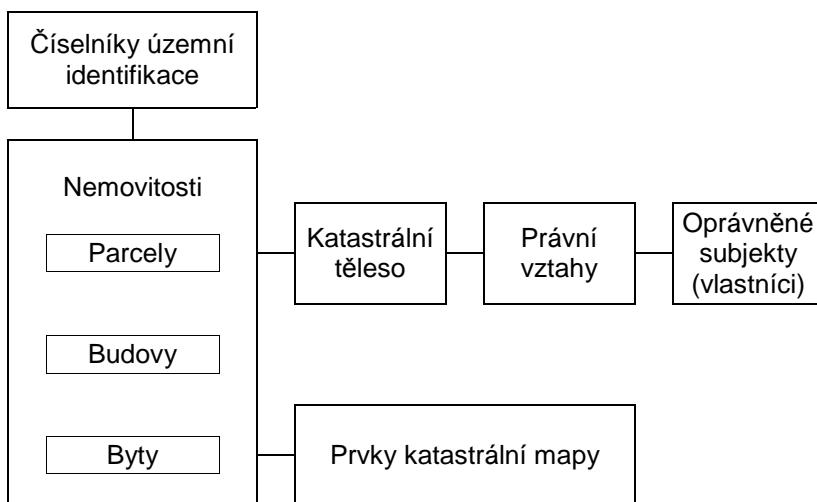 Číselníky územní
identifikace
Nemovitosti
Parcely
Budovy
Byty
Katastrální
těleso
Právní
vztahy
Oprávněné
subjekty
(vlastníci)
Prvky katastrální mapy